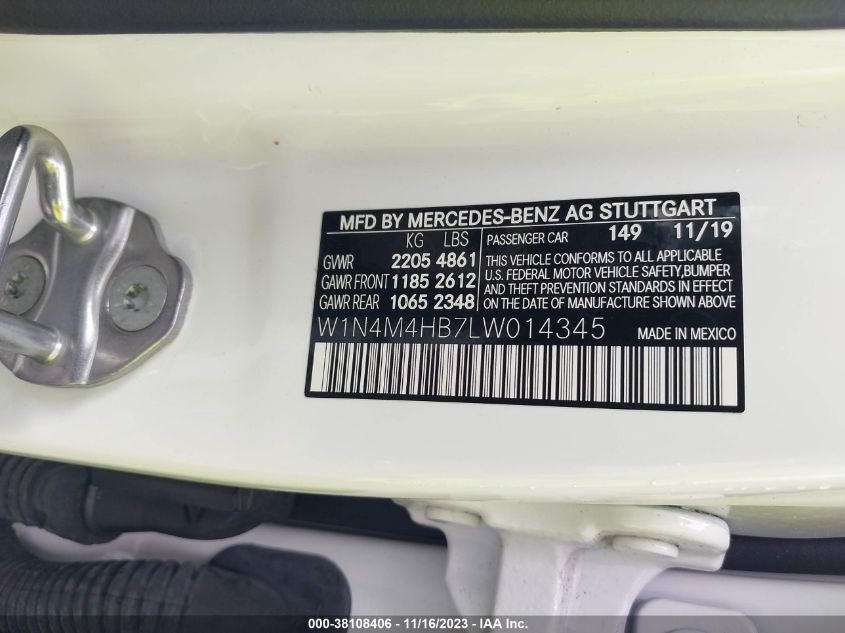 MFD BY MERCEDES-BENZ AG STUTTGART
KG LBS
GVWR 2205 4861
GAWR FRONT 1185 2612
GAWR REAR 1065 2348
PASSENGER CAR 149 11/19
THIS VEHICLE CONFORMS TO ALL APPLICABLE
U.S. FEDERAL MOTOR VEHICLE SAFETY,BUMPER
AND THEFT PREVENTION STANDARDS IN EFFECT
ON THE DATE OF MANUFACTURE SHOWN ABOVE
W1N4M4HB7LW014345 MADE IN MEXICO
000-38108406 - 11/16/2023 - IAA Inc.